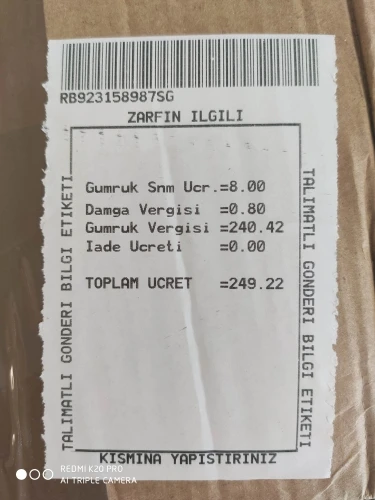 RB923158987SG
ZARFIN ILGILI
TALIMATLI GONDERI BILGI ETIKETI
Gumruk Snm Ucr.=8.00
Damga Vergisi =0.80
Gumruk Vergisi =240.42
Iade Ucreti =0.00
TOPLAM UCRET =249.22
TALIMATLI GONDERI BILGI ETIKETI
KISMINA YAPISTIRINIZ
REDMI K20 PRO
AI TRIPLE CAMERA